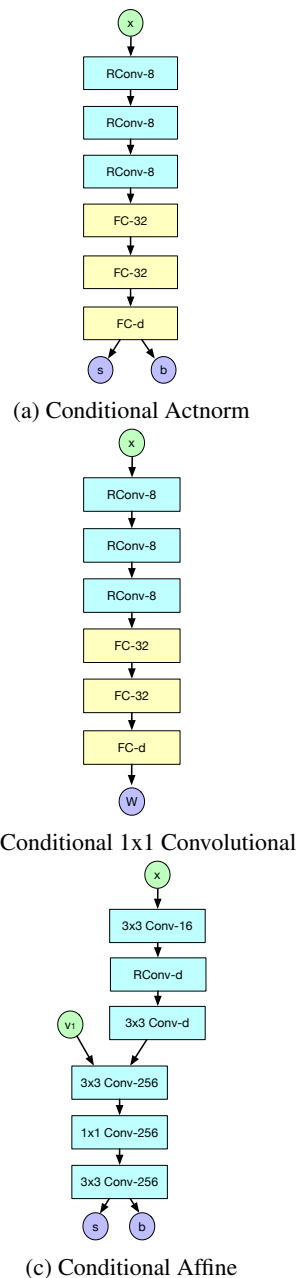 x
RConv-8
RConv-8
RConv-8
FC-32
FC-32
FC-d
s b
(a) Conditional Actnorm
x
RConv-8
RConv-8
RConv-8
FC-32
FC-32
FC-d
W
Conditional 1x1 Convolutional
x
3x3 Conv-16
RConv-d
v₁ 3x3 Conv-d
3x3 Conv-256
1x1 Conv-256
3x3 Conv-256
s b
(c) Conditional Affine